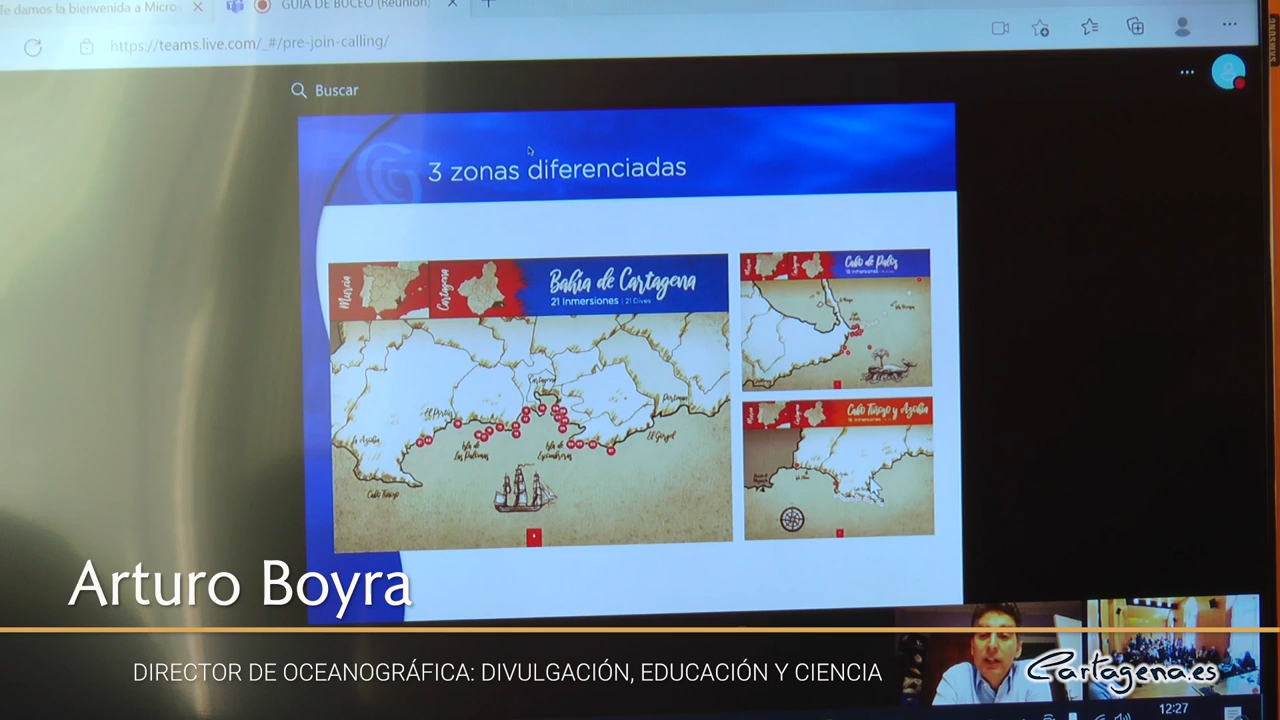 Te damos la bienvenida a Micro
GUIA DE BUCEO (Reunión)
https://teams.live.com/_#/pre-join-calling/
Buscar
3 zonas diferenciadas
Murcia
Cartagena
Bahía de Cartagena
21 Inmersiones | 21 Dives
Cartagena
El Portús
La Azohía
Isla de
Las Palomas
Isla de
Escombreras
Portmán
El Gorguel
Cabo Tiñoso
Cabo de Palos
Cabo Tiñoso y Azohía
Arturo Boyra
DIRECTOR DE OCEANOGRÁFICA: DIVULGACIÓN, EDUCACIÓN Y CIENCIA
Cartagena.es
12:27
SAMSUNG